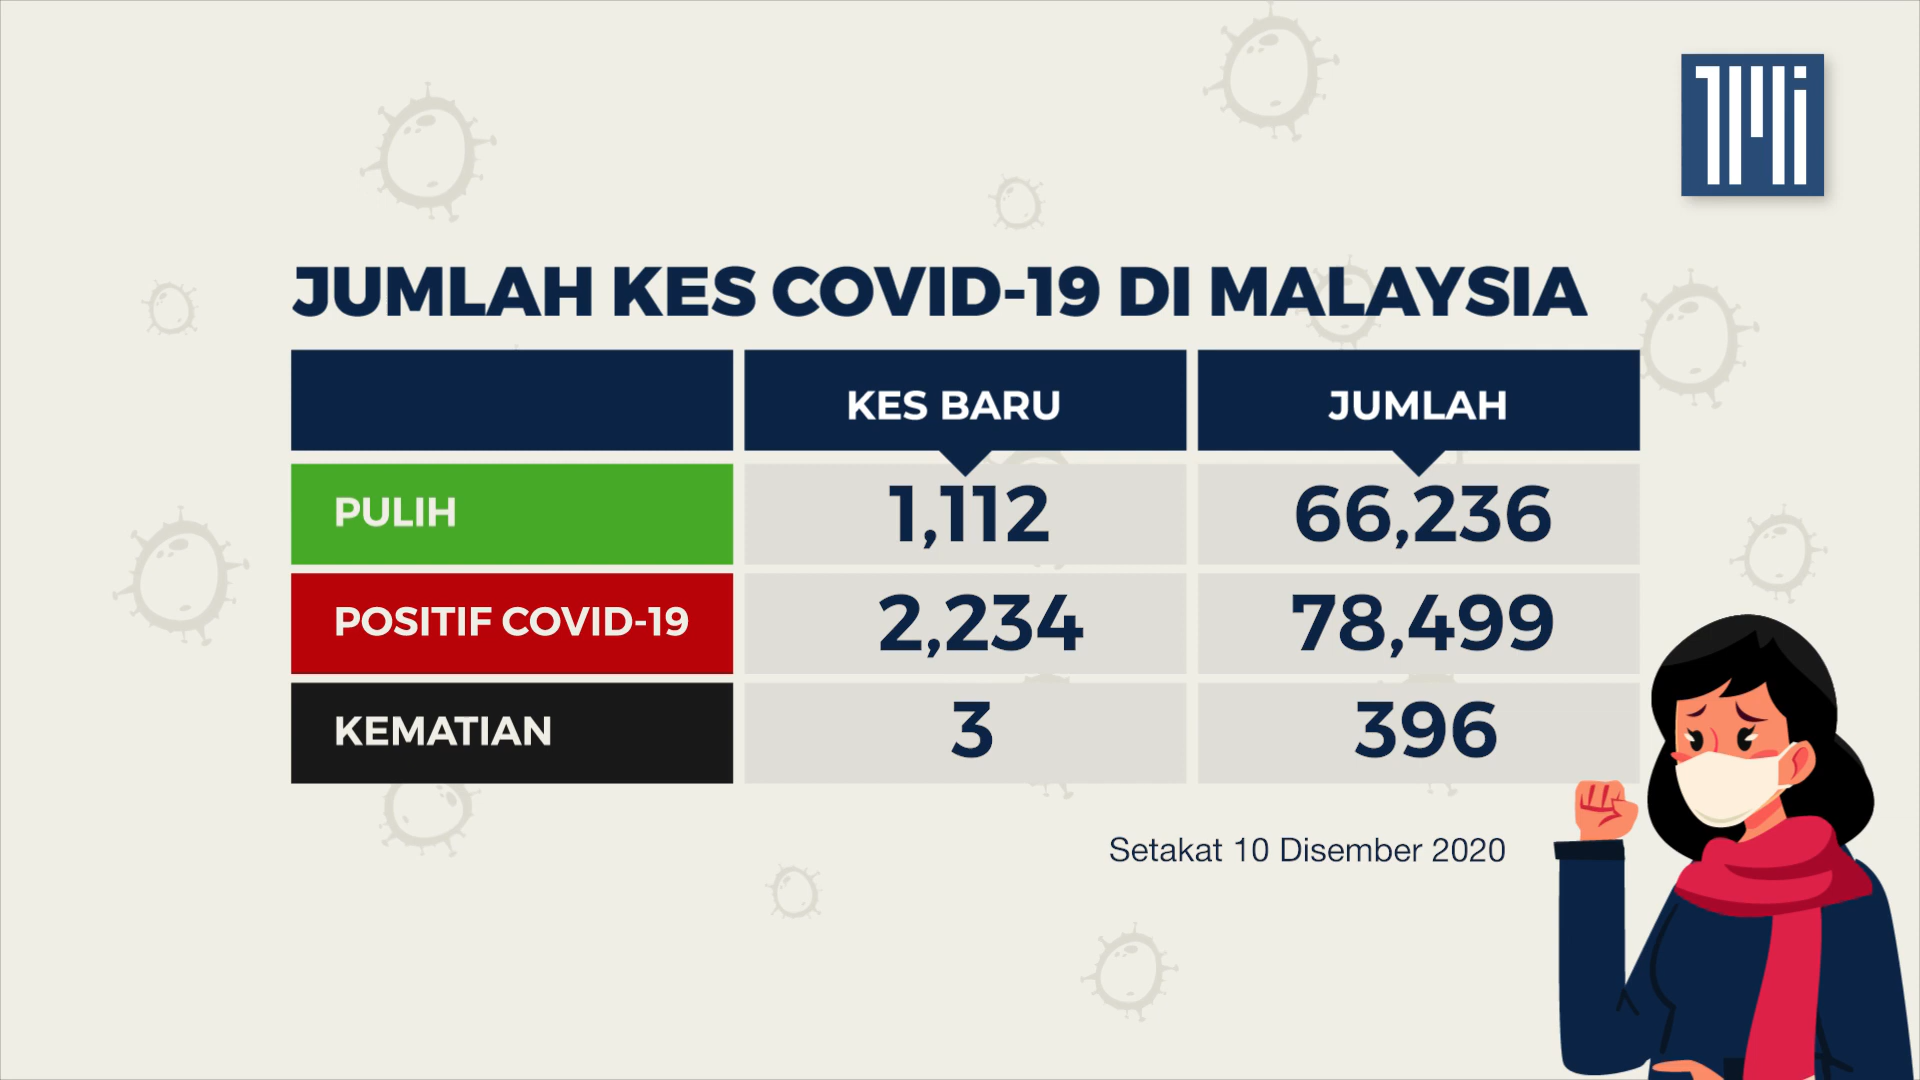 1Mi
JUMLAH KES COVID-19 DI MALAYSIA
KES BARU JUMLAH
PULIH 1,112 66,236
POSITIF COVID-19 2,234 78,499
KEMATIAN 3 396
Setakat 10 Disember 2020